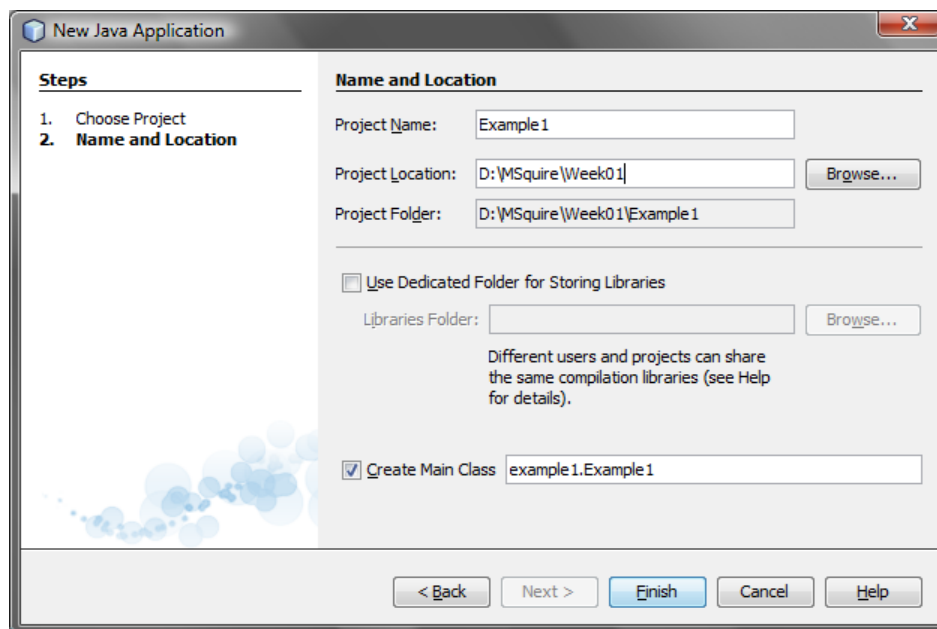 New Java Application
Steps
1. Choose Project
2. Name and Location
Name and Location
Project Name: Example1
Project Location: D:\MSquire\Week01 Browse...
Project Folder: D:\MSquire\Week01\Example1
Use Dedicated Folder for Storing Libraries
Libraries Folder: Browse...
Different users and projects can share
the same compilation libraries (see Help
for details).
Create Main Class example1.Example1
< Back Next > Finish Cancel Help